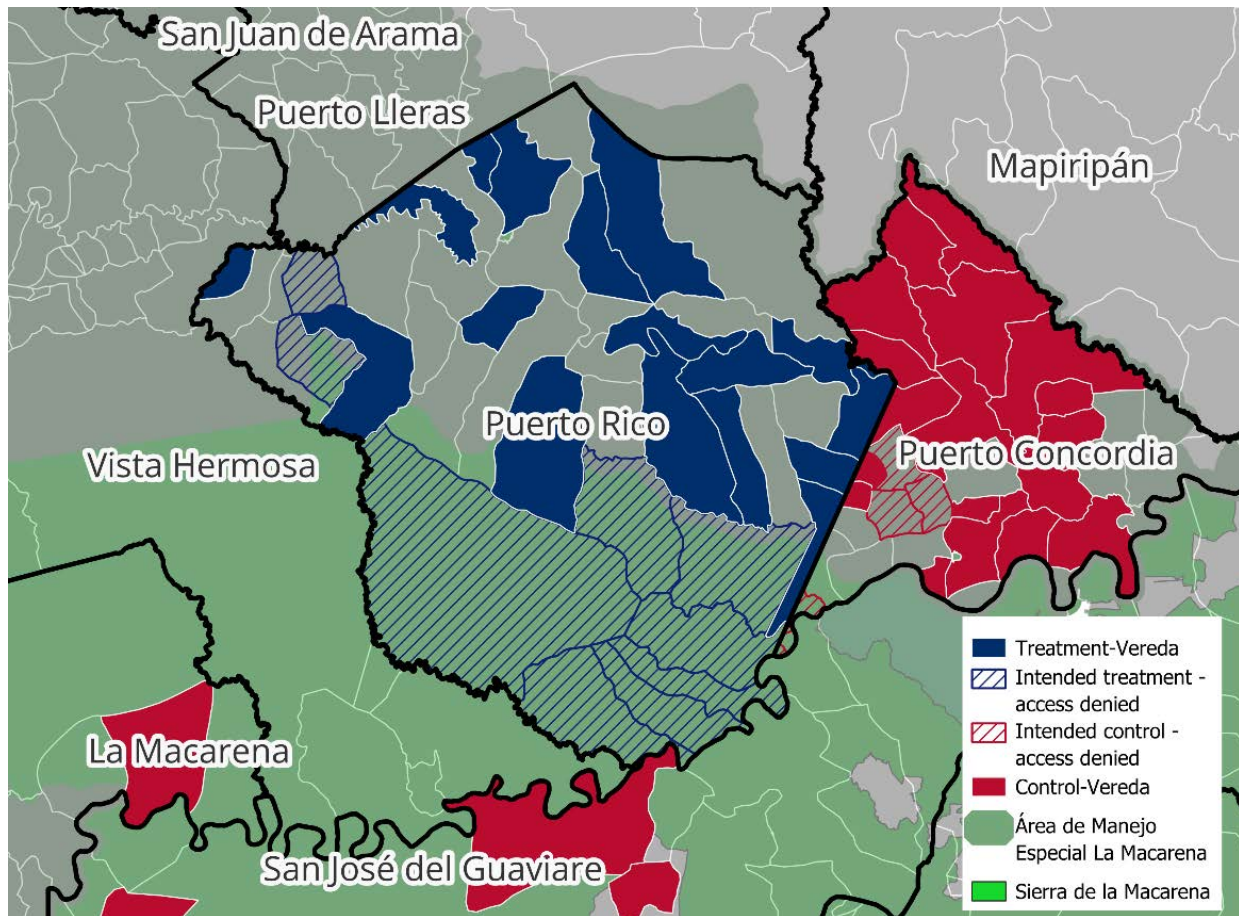 San Juan de Arama
Puerto Lleras
Mapiripán
Puerto Rico
Puerto Concordia
Vista Hermosa
La Macarena
San José del Guaviare
Treatment-Vereda
Intended treatment -
access denied
Intended control -
access denied
Control-Vereda
Área de Manejo
Especial La Macarena
Sierra de la Macarena